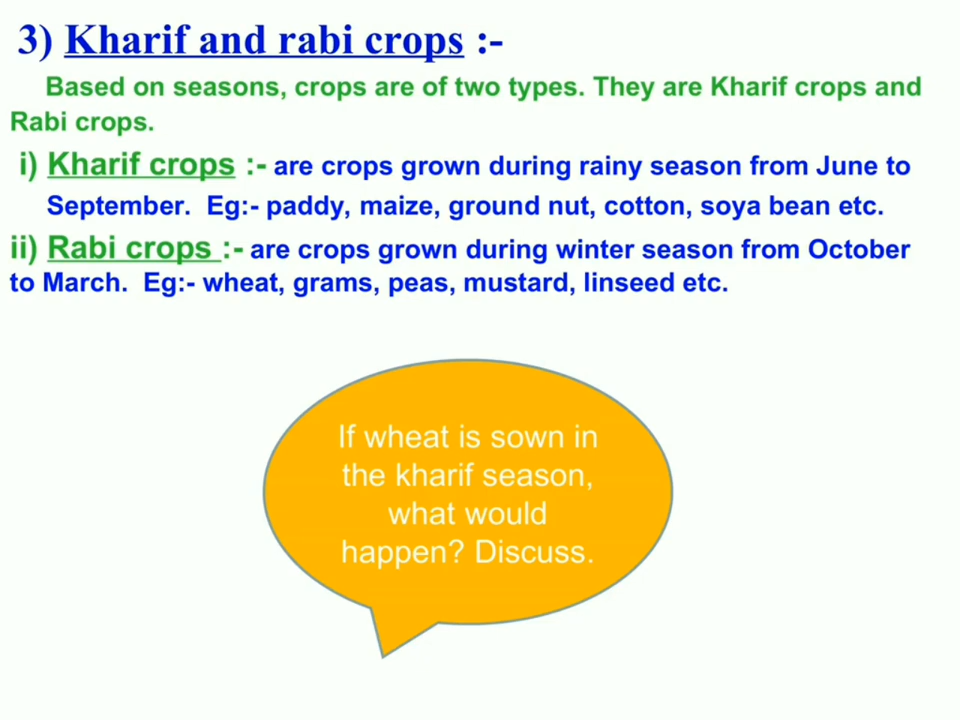 3) Kharif and rabi crops :-
Based on seasons, crops are of two types. They are Kharif crops and
Rabi crops.
i) Kharif crops :- are crops grown during rainy season from June to
September. Eg:- paddy, maize, ground nut, cotton, soya bean etc.
ii) Rabi crops :- are crops grown during winter season from October
to March. Eg:- wheat, grams, peas, mustard, linseed etc.
If wheat is sown in
the kharif season,
what would
happen? Discuss.